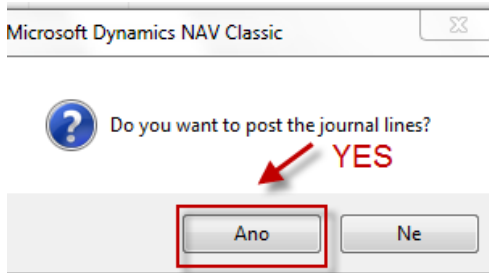 Microsoft Dynamics NAV Classic
Do you want to post the journal lines?
YES
Ano
Ne